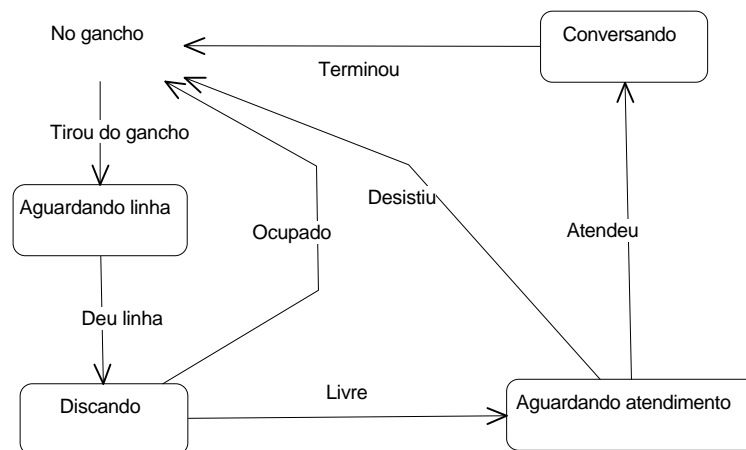 No gancho
Conversando
Terminou
Tirou do gancho
Aguardando linha
Desistiu
Ocupado
Atendeu
Deu linha
Livre
Discando
Aguardando atendimento